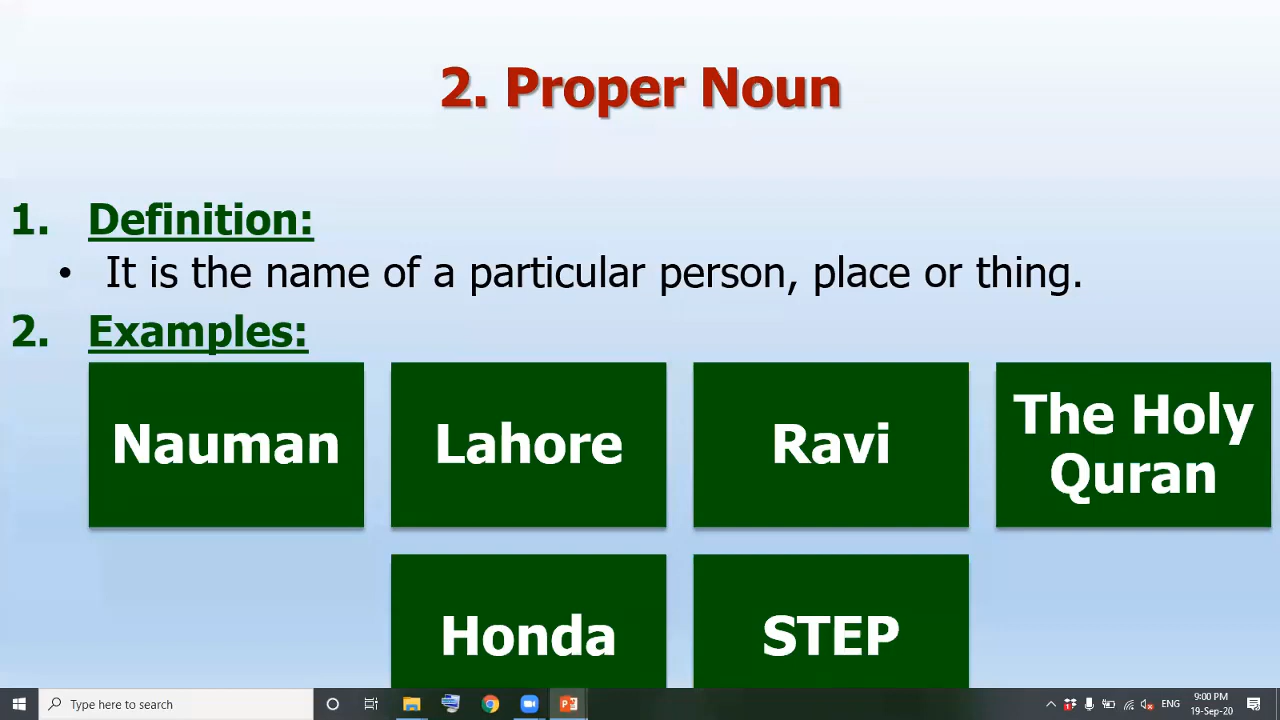 2. Proper Noun
1. Definition:
• It is the name of a particular person, place or thing.
2. Examples:
Nauman
Lahore
Ravi
The Holy
Quran
Honda
STEP
Type here to search
ENG
9:00 PM
19-Sep-20